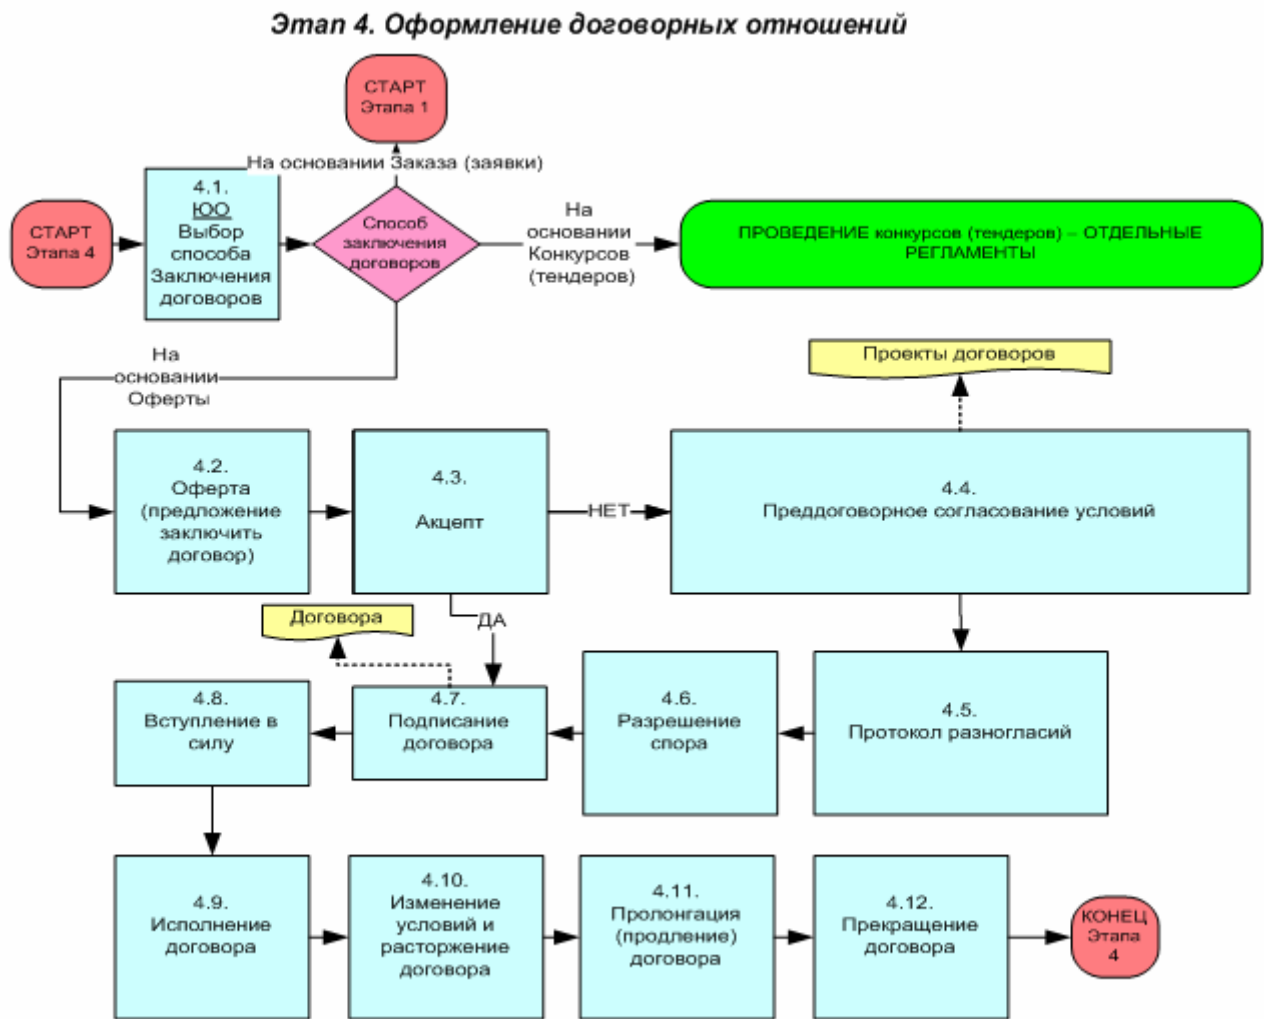 Этап 4. Оформление договорных отношений
СТАРТ
Этапа 1
На основании Заказа (заявки)
СТАРТ
Этапа 4
4.1.
ЮО
Выбор
способа
Заключения
договоров
Способ
заключения
договоров
На
основании
Конкурсов
(тендеров)
ПРОВЕДЕНИЕ конкурсов (тендеров) – ОТДЕЛЬНЫЕ
РЕГЛАМЕНТЫ
На
основании
Оферты
Проекты договоров
4.2.
Оферта
(предложение
заключить
договор)
4.3.
Акцепт
НЕТ
4.4.
Преддоговорное согласование условий
Договора
ДА
4.8.
Вступление в
силу
4.7.
Подписание
договора
4.6.
Разрешение
спора
4.5.
Протокол разногласий
4.9.
Исполнение
договора
4.10.
Изменение
условий и
расторжение
договора
4.11.
Пролонгация
(продление)
договора
4.12.
Прекращение
договора
КОНЕЦ
Этапа
4